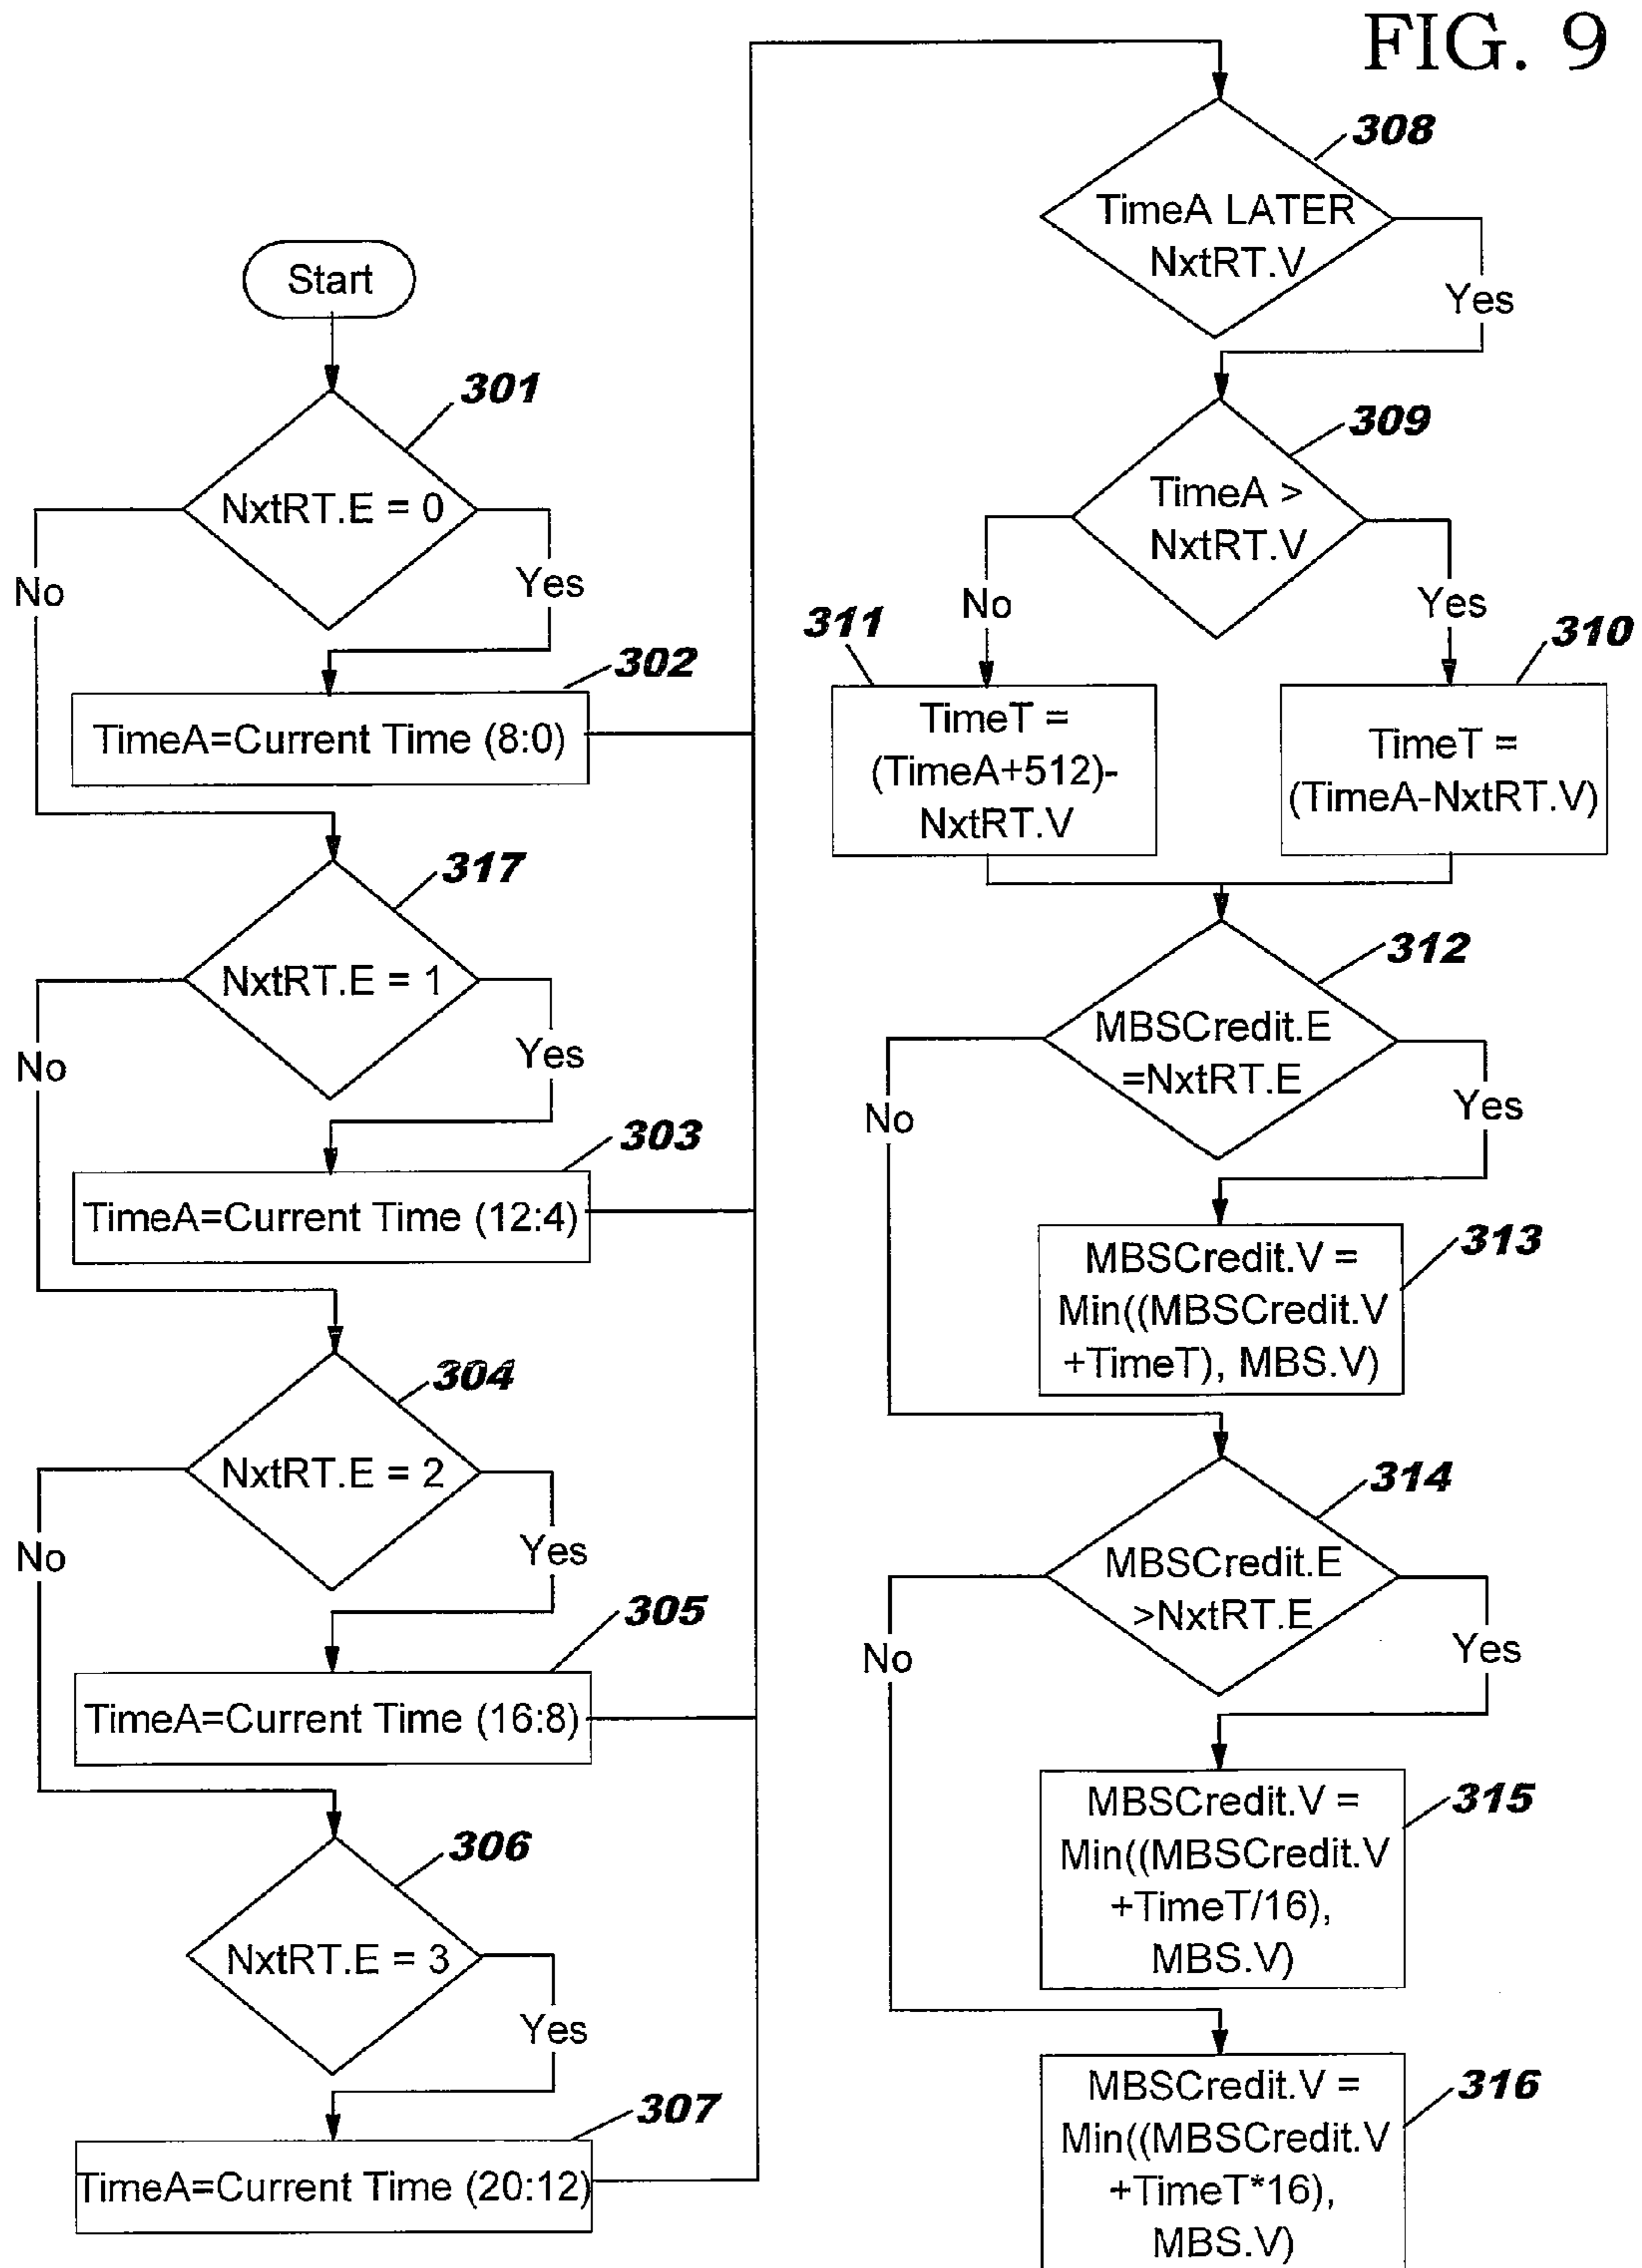 FIG. 9
Start
301
NxtRT.E = 0
No
Yes
302
TimeA=Current Time (8:0)
317
NxtRT.E = 1
No
Yes
303
TimeA=Current Time (12:4)
304
NxtRT.E = 2
No
Yes
305
TimeA=Current Time (16:8)
306
NxtRT.E = 3
Yes
307
TimeA=Current Time (20:12)
308
TimeA LATER
NxtRT.V
Yes
309
TimeA >
NxtRT.V
No
Yes
311
TimeT =
(TimeA+512)-
NxtRT.V
310
TimeT =
(TimeA-NxtRT.V)
312
MBSCredit.E
=NxtRT.E
No
Yes
313
MBSCredit.V =
Min((MBSCredit.V
+TimeT), MBS.V)
314
MBSCredit.E
>NxtRT.E
No
Yes
315
MBSCredit.V =
Min((MBSCredit.V
+TimeT/16),
MBS.V)
316
MBSCredit.V =
Min((MBSCredit.V
+TimeT*16),
MBS.V)